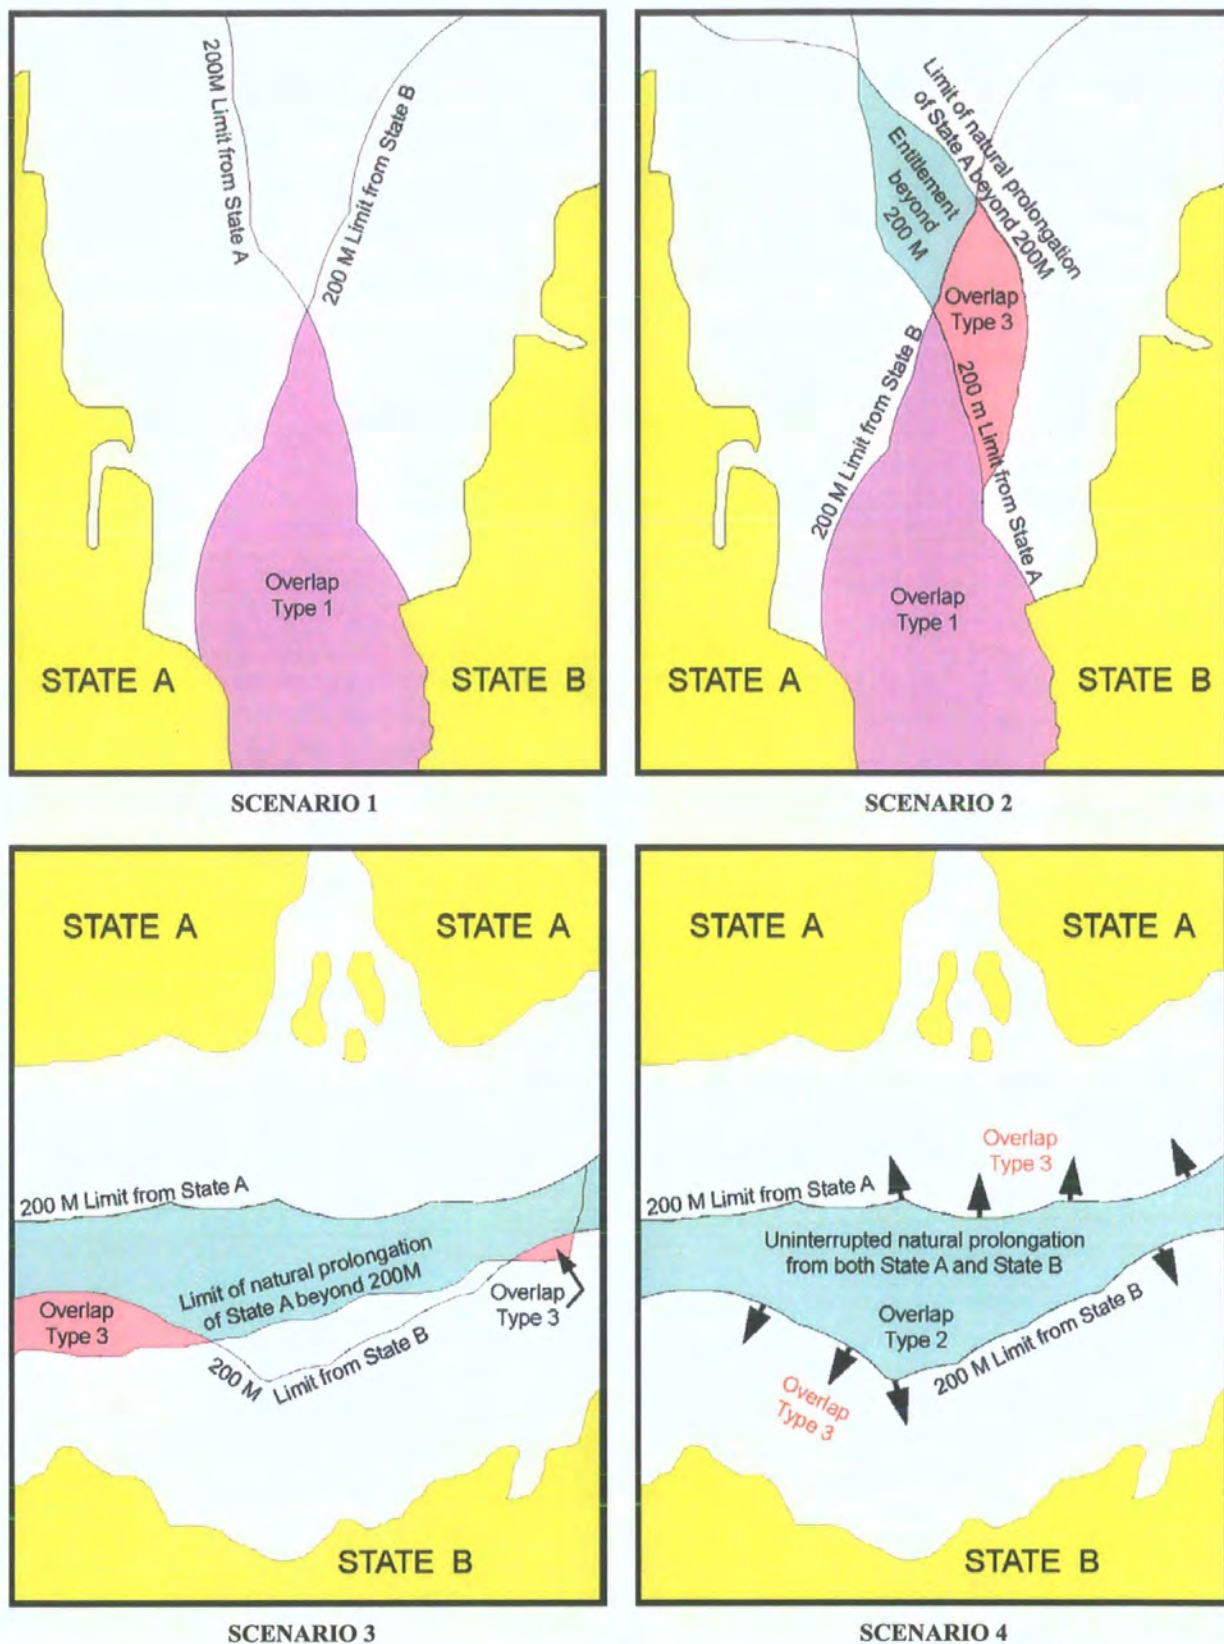 200M Limit from State A
200 M Limit from State B
Overlap
Type 1
STATE A
STATE B
SCENARIO 1
Limit of natural prolongation
of State A beyond 200M
Entitlement
beyond
200 M
Overlap
Type 3
200 M Limit from State B
200 m Limit from State A
Overlap
Type 1
STATE A
STATE B
SCENARIO 2
STATE A
STATE A
200 M Limit from State A
Limit of natural prolongation
of State A beyond 200M
Overlap
Type 3
Overlap
Type 3
200 M Limit from State B
STATE B
SCENARIO 3
STATE A
STATE A
Overlap
Type 3
200 M Limit from State A
Uninterrupted natural prolongation
from both State A and State B
Overlap
Type 2
200 M Limit from State B
Overlap
Type 3
STATE B
SCENARIO 4